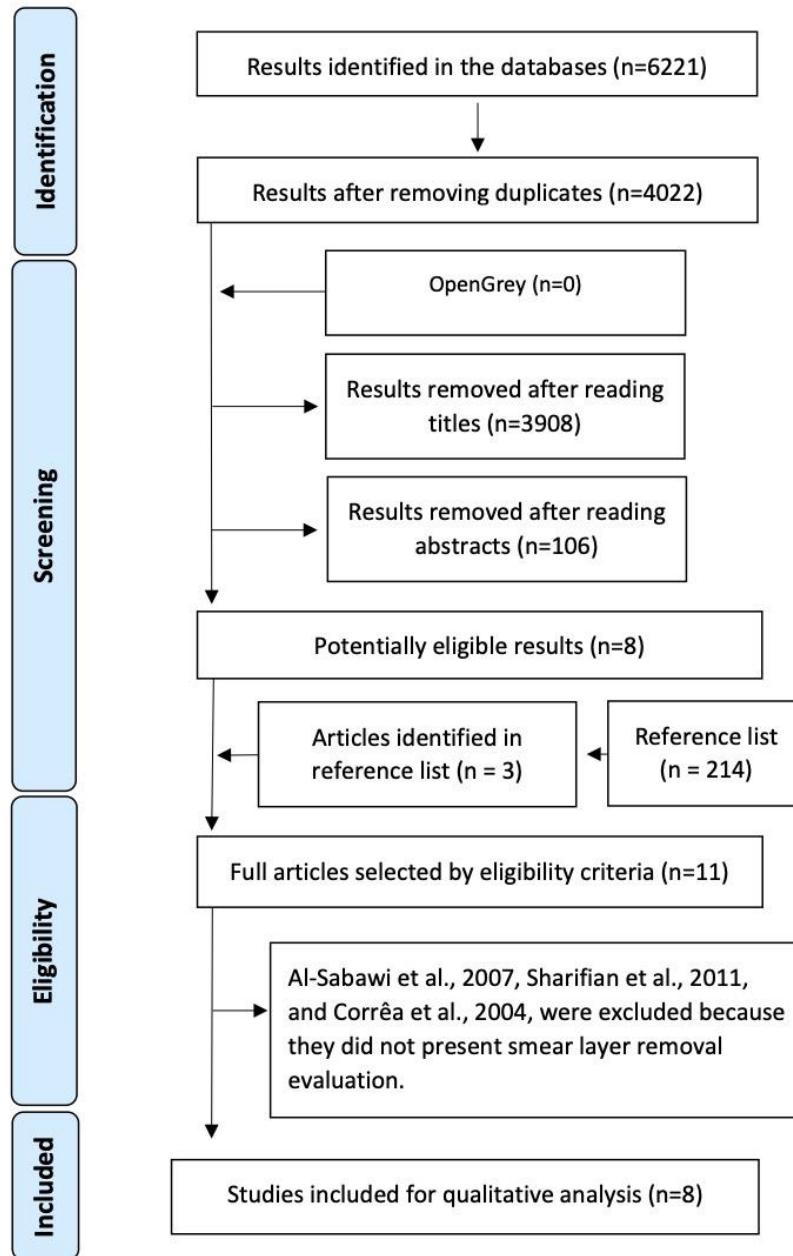 Identification
Results identified in the databases (n=6221)
Results after removing duplicates (n=4022)
Screening
OpenGrey (n=0)
Results removed after reading
titles (n=3908)
Results removed after reading
abstracts (n=106)
Potentially eligible results (n=8)
Articles identified in
reference list (n = 3)
Reference list
(n = 214)
Eligibility
Full articles selected by eligibility criteria (n=11)
Al-Sabawi et al., 2007, Sharifian et al., 2011,
and Corrêa et al., 2004, were excluded because
they did not present smear layer removal
evaluation.
Included
Studies included for qualitative analysis (n=8)